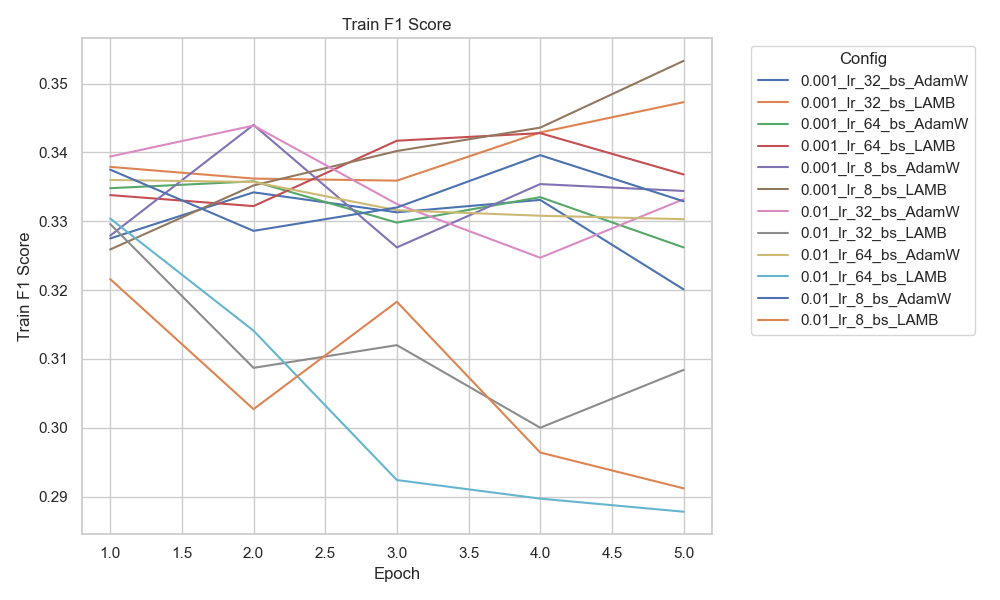 Train F1 Score
Train F1 Score
0.35
0.34
0.33
0.32
0.31
0.30
0.29
1.0 1.5 2.0 2.5 3.0 3.5 4.0 4.5 5.0
Epoch
Config
0.001_lr_32_bs_AdamW
0.001_lr_32_bs_LAMB
0.001_lr_64_bs_AdamW
0.001_lr_64_bs_LAMB
0.001_lr_8_bs_AdamW
0.001_lr_8_bs_LAMB
0.01_lr_32_bs_AdamW
0.01_lr_32_bs_LAMB
0.01_lr_64_bs_AdamW
0.01_lr_64_bs_LAMB
0.01_lr_8_bs_AdamW
0.01_lr_8_bs_LAMB